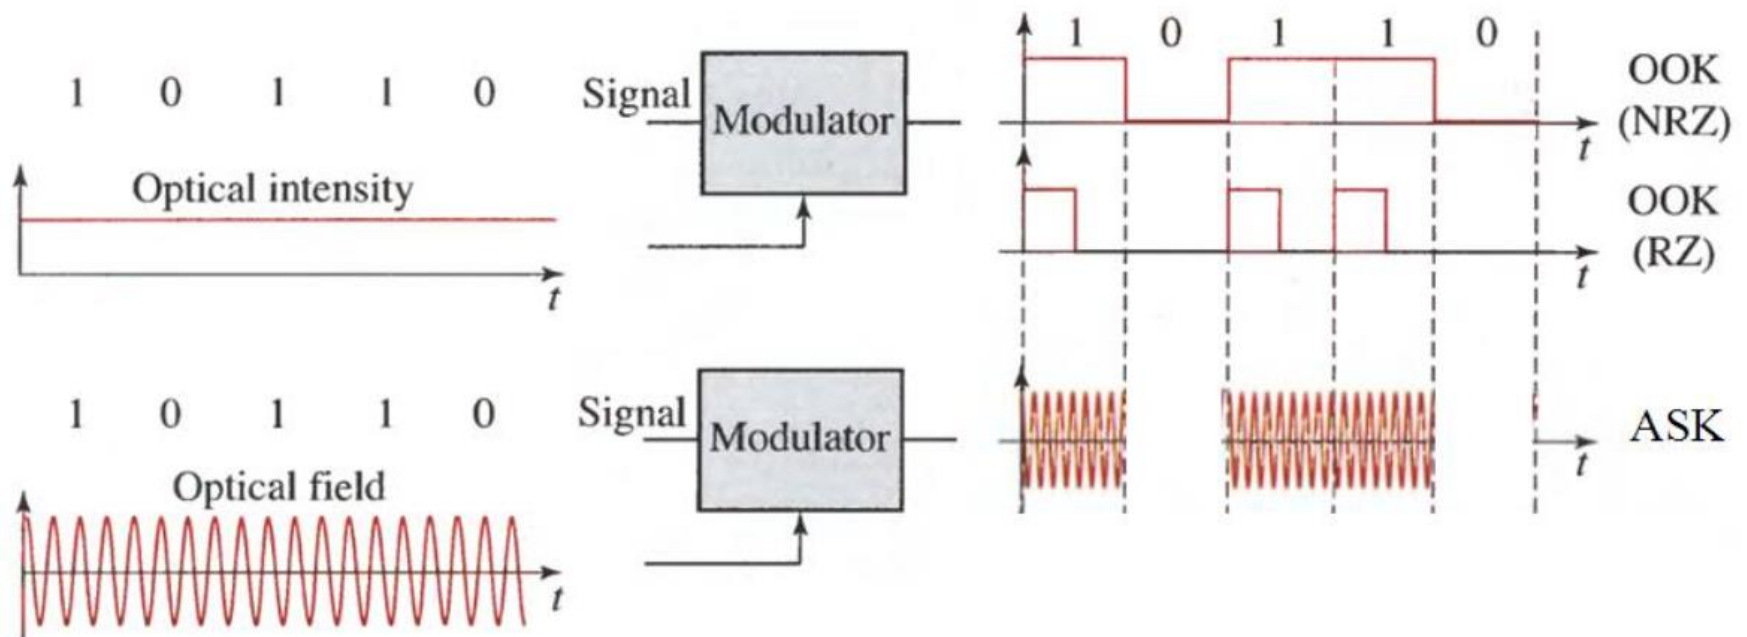 1 0 1 1 0
Optical intensity
t
Signal
Modulator
1 0 1 1 0
OOK
(NRZ)
t
OOK
(RZ)
t
1 0 1 1 0
Optical field
t
Signal
Modulator
ASK
t